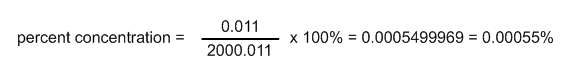 percent concentration = 0.011 / 2000.011 x 100% = 0.0005499969 = 0.00055%